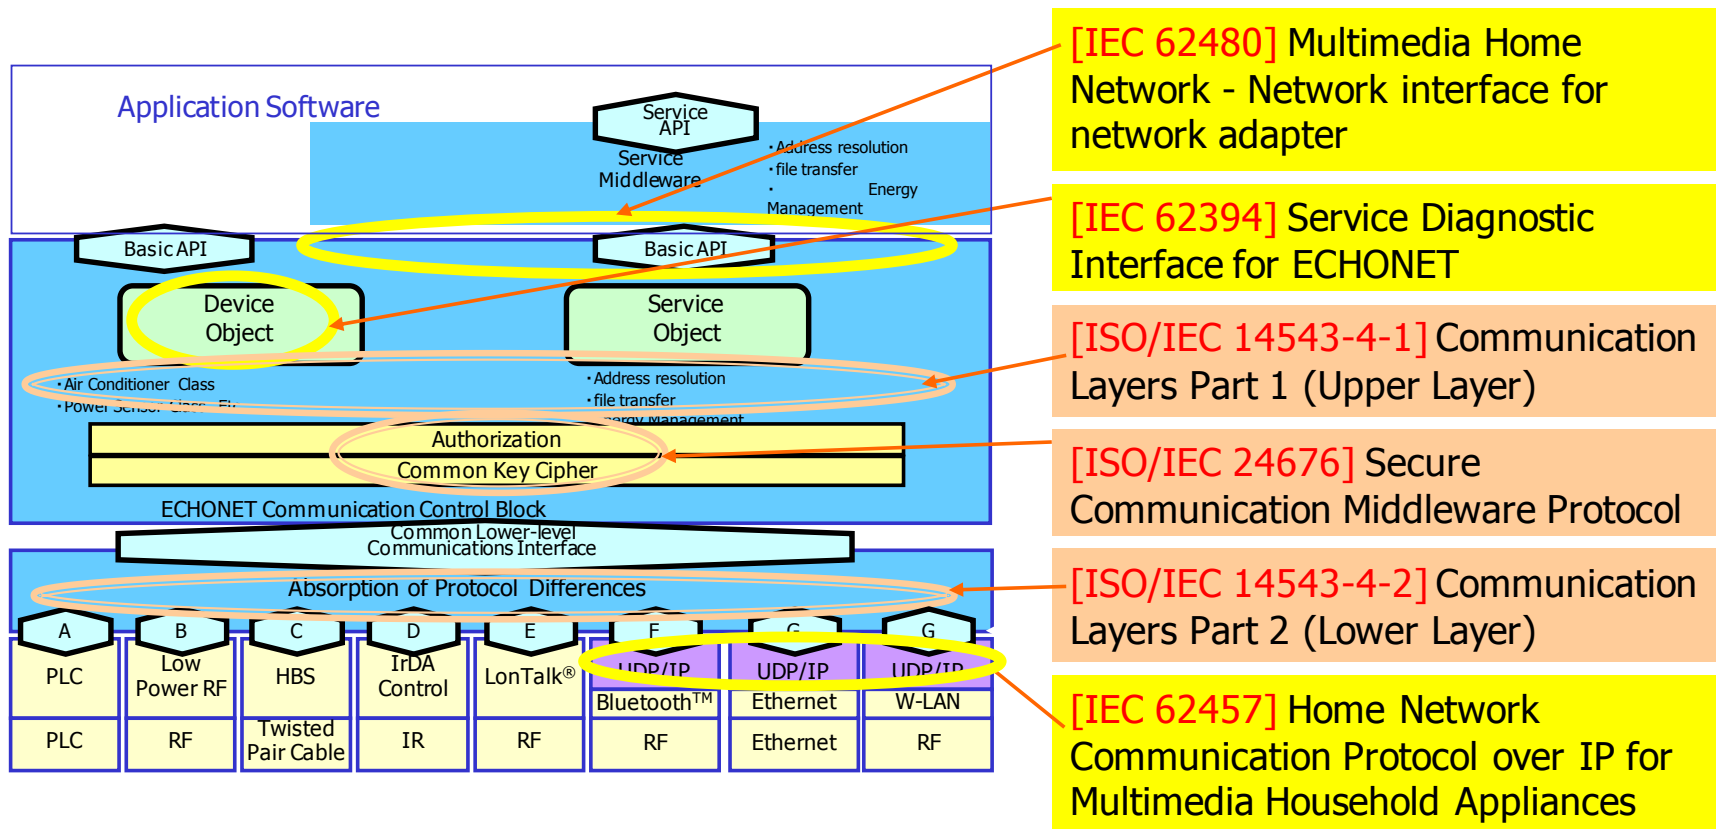 Application Software
Service
API
Service
Middleware
・Address resolution
・file transfer
・ Energy
Management
Basic API
Basic API
Device
Object
Service
Object
・Air Conditioner Class
・Power Sensor Class
・Address resolution
・file transfer
Energy Management
Authorization
Common Key Cipher
ECHONET Communication Control Block
Common Lower-level
Communications Interface
Absorption of Protocol Differences
A B C D E F G G
PLC
Low
Power RF
HBS
IrDA
Control
LonTalk®
UDP/IP
UDP/IP
UDP/IP
Bluetooth™
Ethernet
W-LAN
PLC
RF
Twisted
Pair Cable
IR
RF
RF
Ethernet
RF
[IEC 62480] Multimedia Home
Network - Network interface for
network adapter
[IEC 62394] Service Diagnostic
Interface for ECHONET
[ISO/IEC 14543-4-1] Communication
Layers Part 1 (Upper Layer)
[ISO/IEC 24676] Secure
Communication Middleware Protocol
[ISO/IEC 14543-4-2] Communication
Layers Part 2 (Lower Layer)
[IEC 62457] Home Network
Communication Protocol over IP for
Multimedia Household Appliances